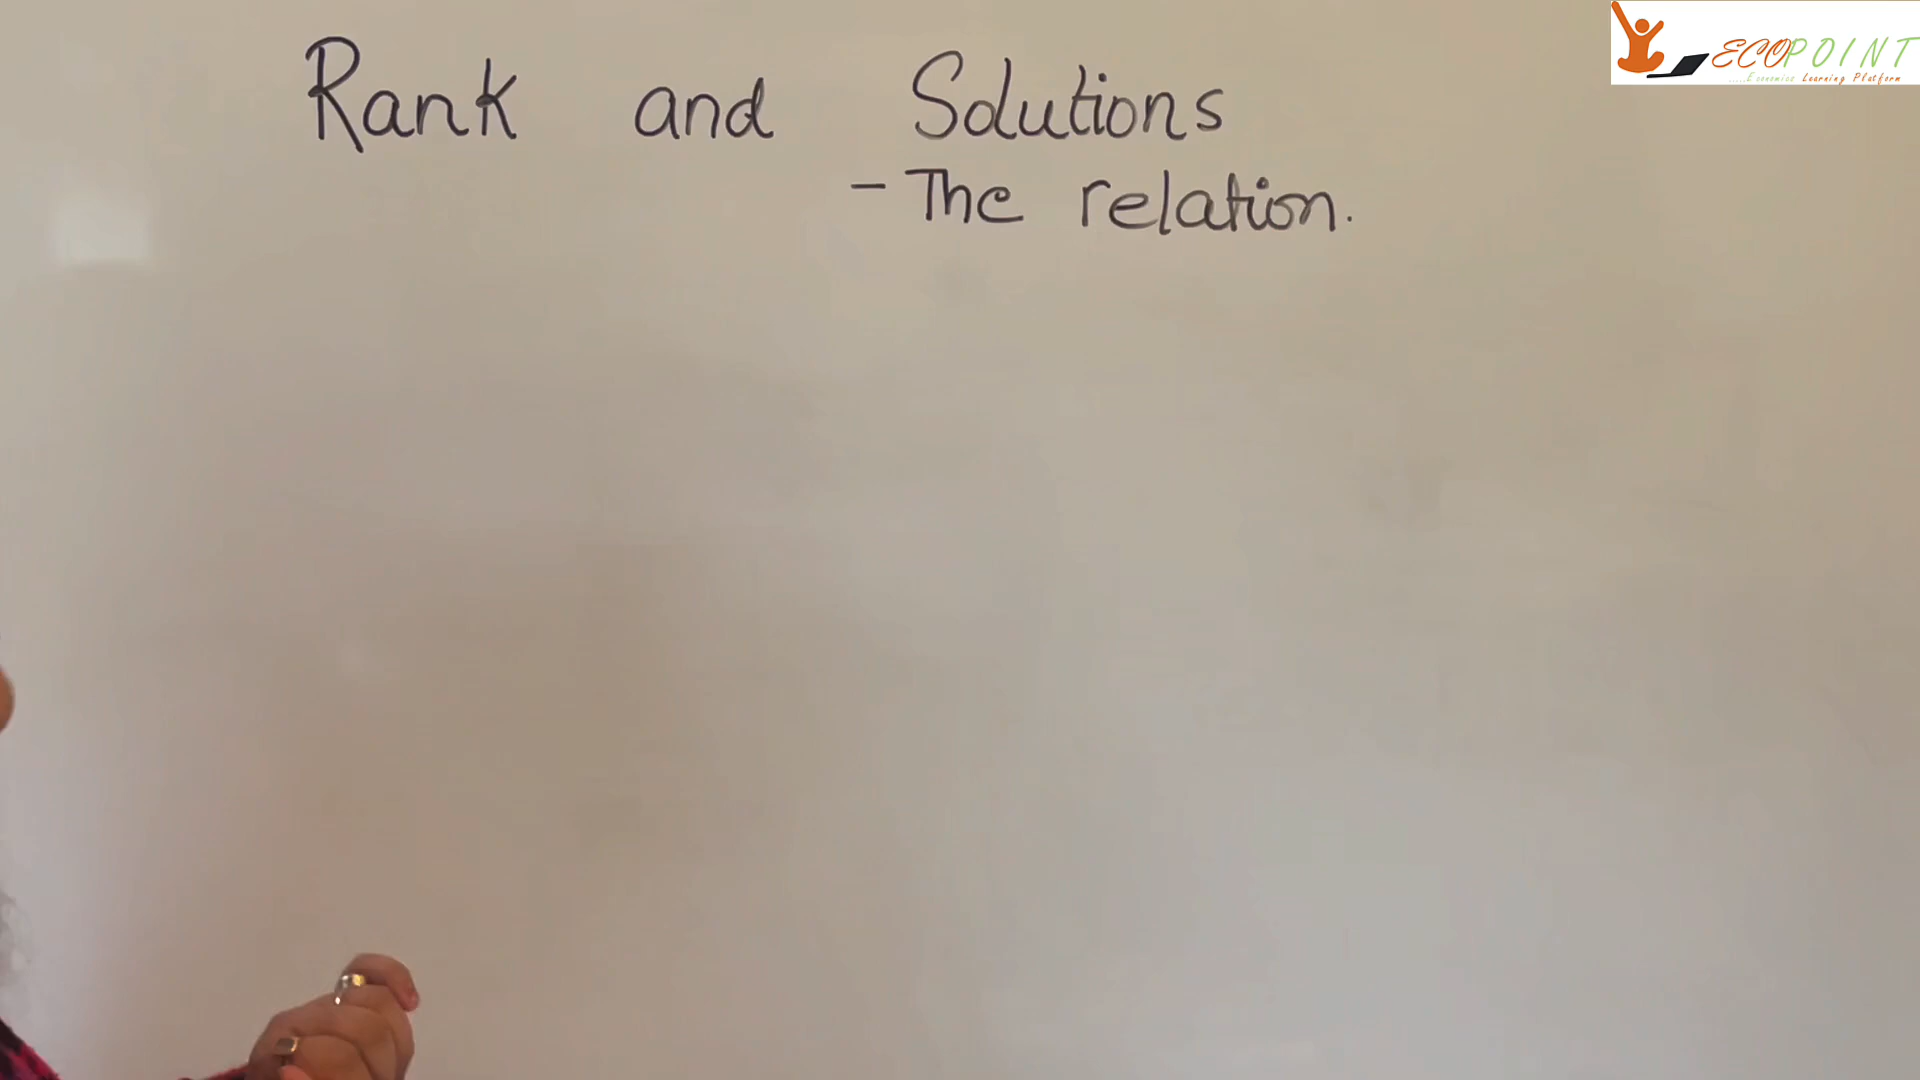 Rank and Solutions
- The relation.
ECOPOINT
.....Economics Learning Platform